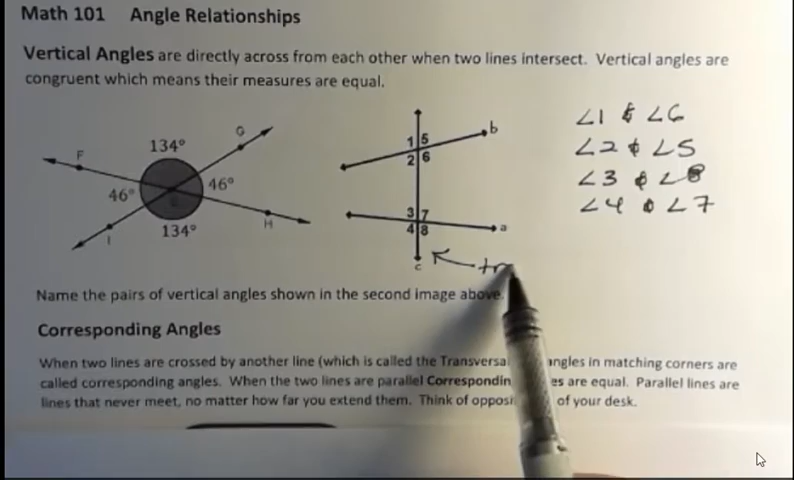 Math 101 Angle Relationships
Vertical Angles are directly across from each other when two lines intersect. Vertical angles are
congruent which means their measures are equal.
134°
G
F
46°
46°
I
H
134°
1 5
2 6
b
3 7
4 8
a
c
∠1 & ∠6
∠2 & ∠5
∠3 & ∠8
∠4 & ∠7
Name the pairs of vertical angles shown in the second image above.
Corresponding Angles
When two lines are crossed by another line (which is called the Transversa angles in matching corners are
called corresponding angles. When the two lines are parallel Correspondin es are equal. Parallel lines are
lines that never meet, no matter how far you extend them. Think of opposi of your desk.